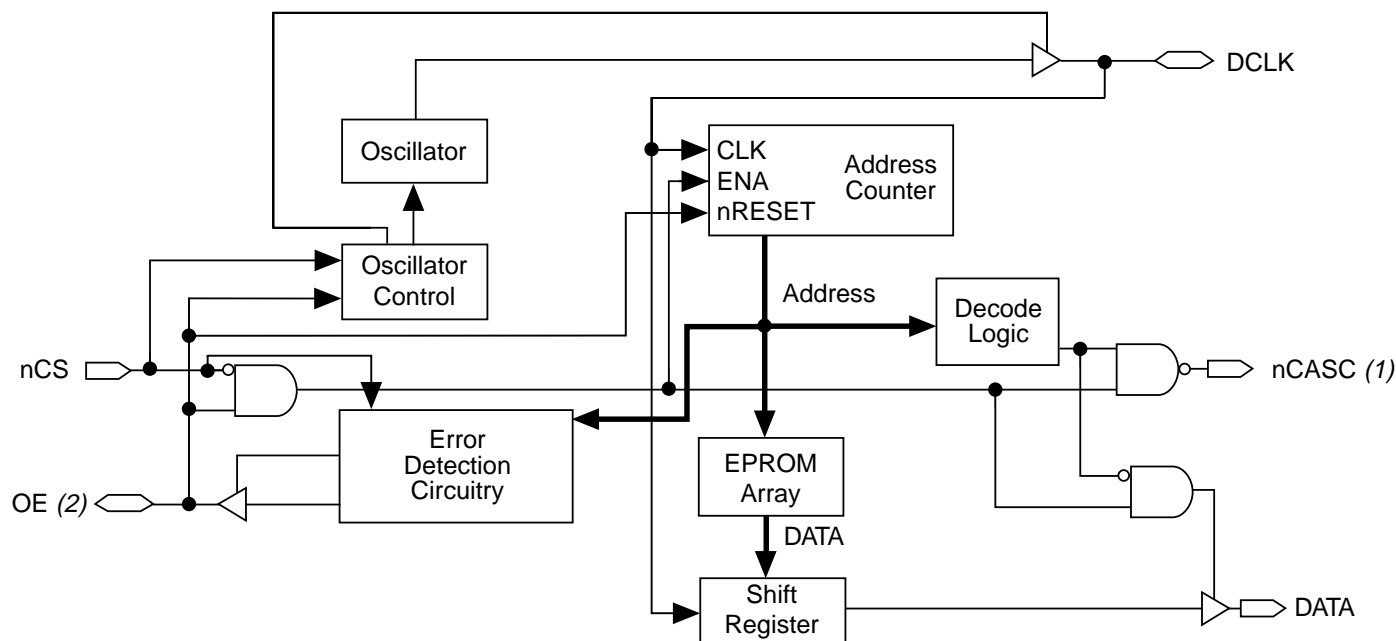 DCLK
Oscillator
CLK
ENA
nRESET
Address
Counter
Oscillator
Control
Address
Decode
Logic
nCS
nCASC (1)
Error
Detection
Circuitry
EPROM
Array
OE (2)
DATA
Shift
Register
DATA